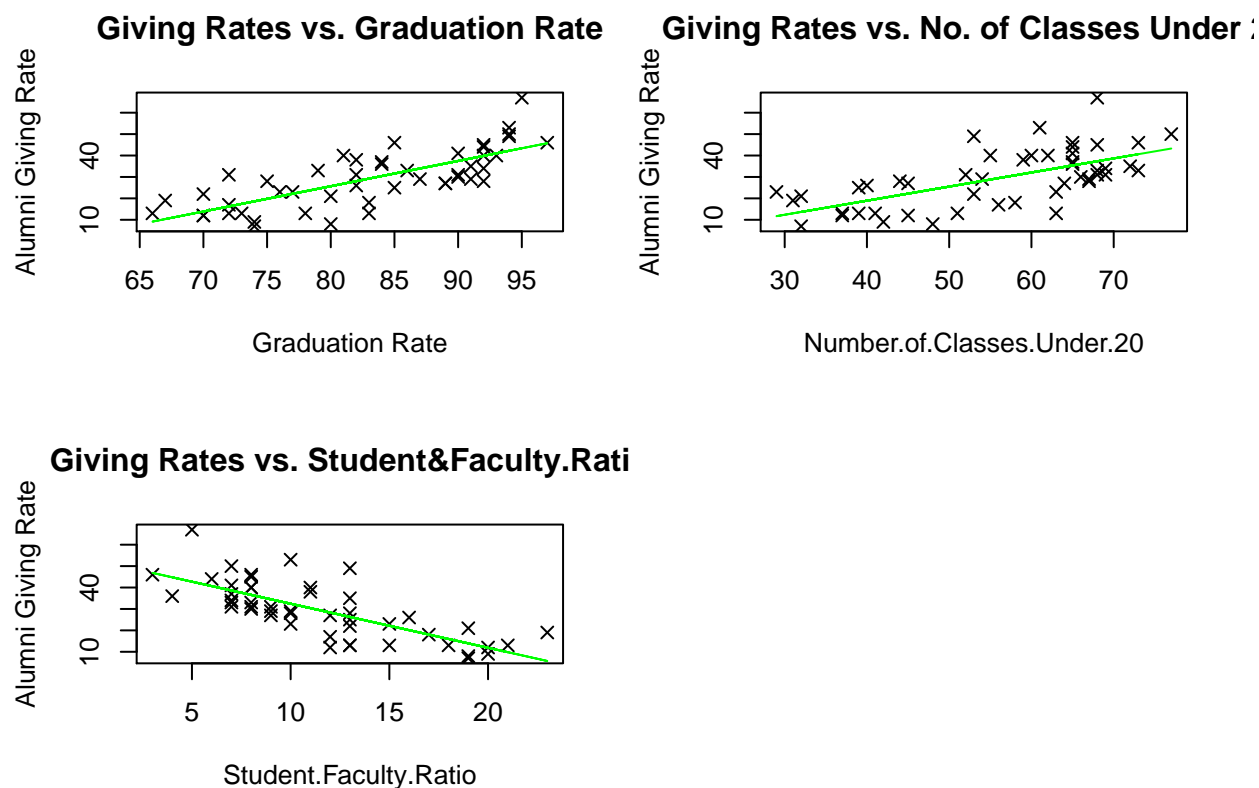 Giving Rates vs. Graduation Rate
Alumni Giving Rate
40
10
65 70 75 80 85 90 95
Graduation Rate
Giving Rates vs. No. of Classes Under 2
Alumni Giving Rate
40
10
30 40 50 60 70
Number.of.Classes.Under.20
Giving Rates vs. Student&Faculty.Rati
Alumni Giving Rate
40
10
5 10 15 20
Student.Faculty.Ratio